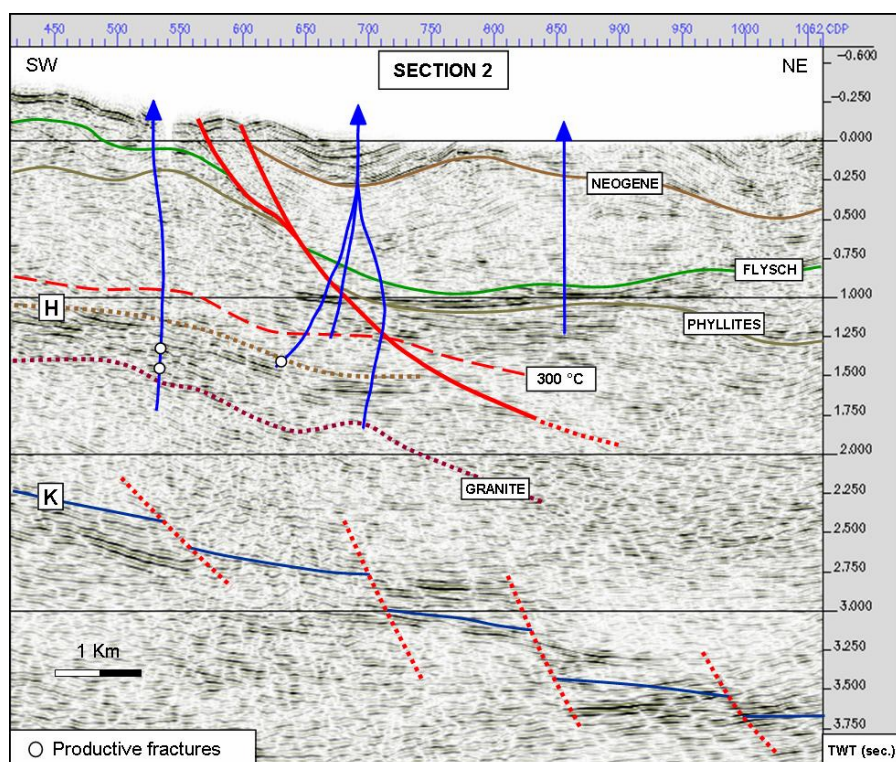 450 500 550 600 650 700 750 800 850 900 950 1000 1062 CDP
-0.600
SW
SECTION 2
NE
-0.250
0.000
NEOGENE
0.250
0.500
0.750
FLYSCH
1.000
H
PHYLLITES
1.250
300 °C
1.500
1.750
2.000
GRANITE
2.250
K
2.500
2.750
3.000
3.250
1 Km
3.500
3.750
Productive fractures
TWT (sec.)